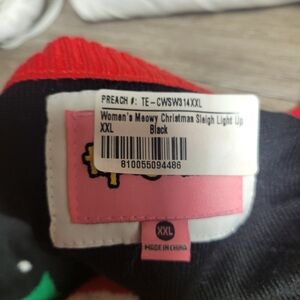 PREACH #: TE-CWSW314XXL
Women's Meowy Christmas Sleigh Light Up
XXL Black
810055094486
XXL
MADE IN CHINA